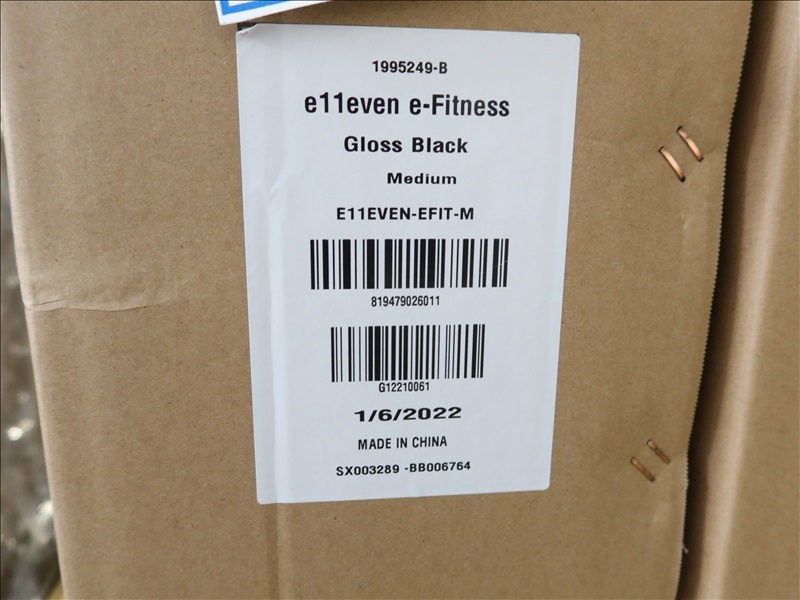 1995249-B
e11even e-Fitness
Gloss Black
Medium
E11EVEN-EFIT-M
819479026011
G12210061
1/6/2022
MADE IN CHINA
SX003289 -BB006764